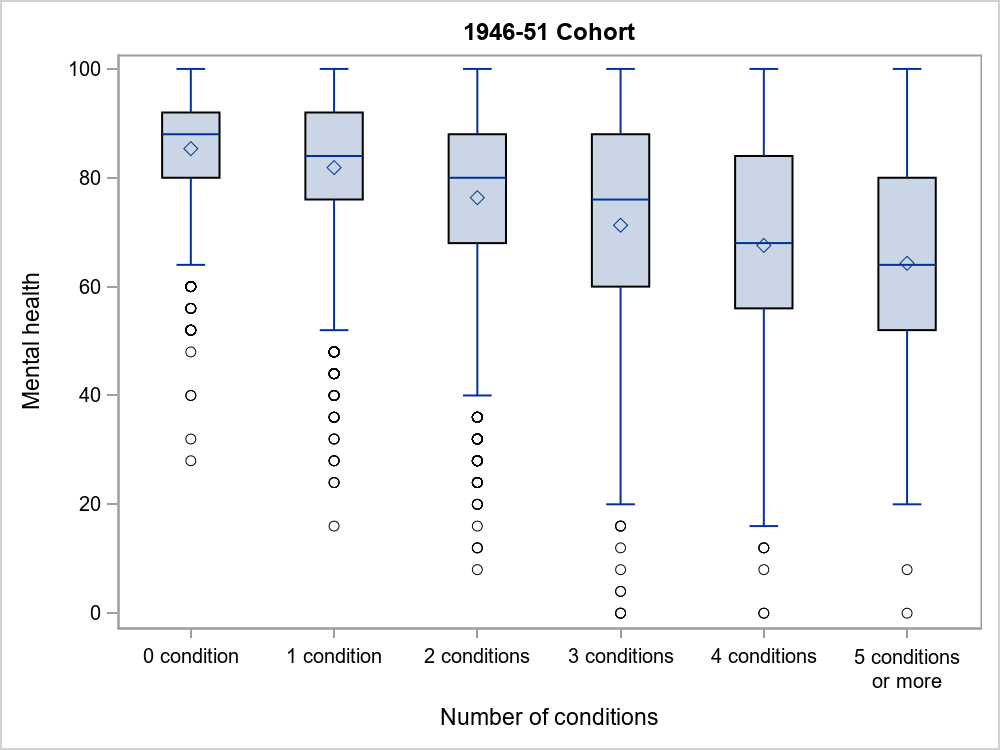 1946-51 Cohort
100
80
60
40
20
0
Mental health
0 condition
1 condition
2 conditions
3 conditions
4 conditions
5 conditions
or more
Number of conditions